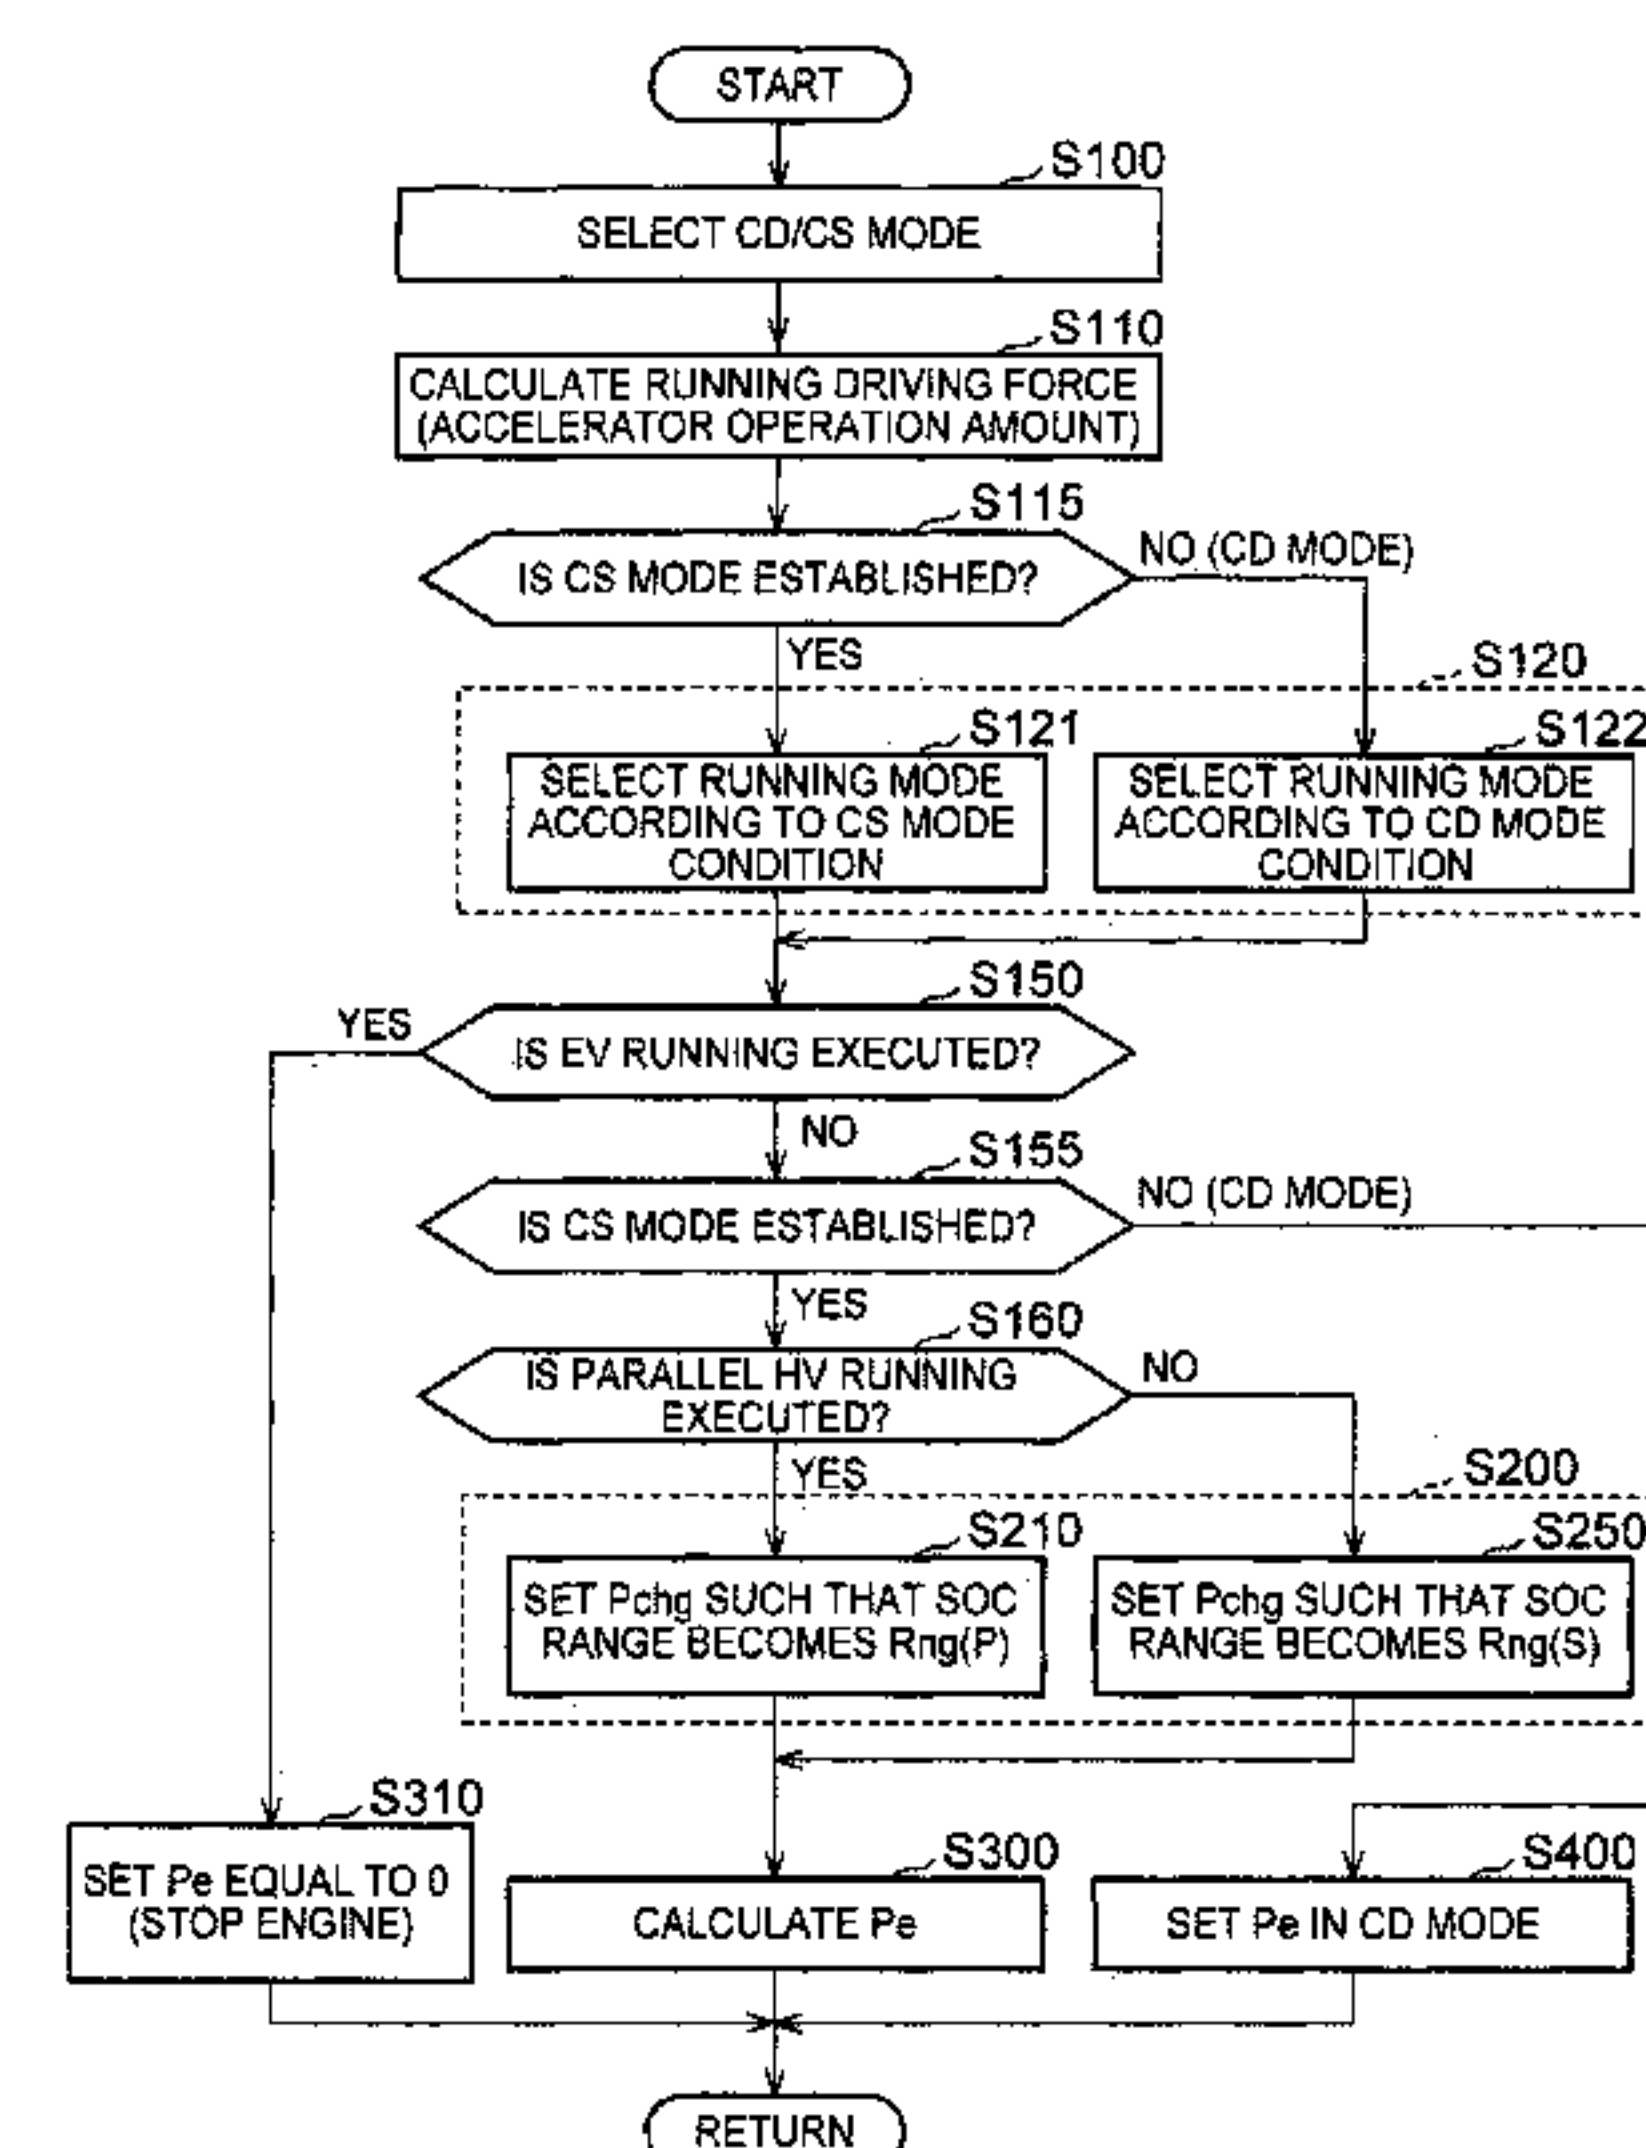 START
S100
SELECT CD/CS MODE
S110
CALCULATE RUNNING DRIVING FORCE
(ACCELERATOR OPERATION AMOUNT)
S115
IS CS MODE ESTABLISHED?
NO (CD MODE)
YES
S120
S121
SELECT RUNNING MODE
ACCORDING TO CS MODE
CONDITION
S122
SELECT RUNNING MODE
ACCORDING TO CD MODE
CONDITION
S150
YES
IS EV RUNNING EXECUTED?
NO
S155
IS CS MODE ESTABLISHED?
NO (CD MODE)
YES
S160
IS PARALLEL HV RUNNING
EXECUTED?
NO
YES
S200
S210
SET Pchg SUCH THAT SOC
RANGE BECOMES Rng(P)
S250
SET Pchg SUCH THAT SOC
RANGE BECOMES Rng(S)
S310
SET Pe EQUAL TO 0
(STOP ENGINE)
S300
CALCULATE Pe
S400
SET Pe IN CD MODE
RETURN